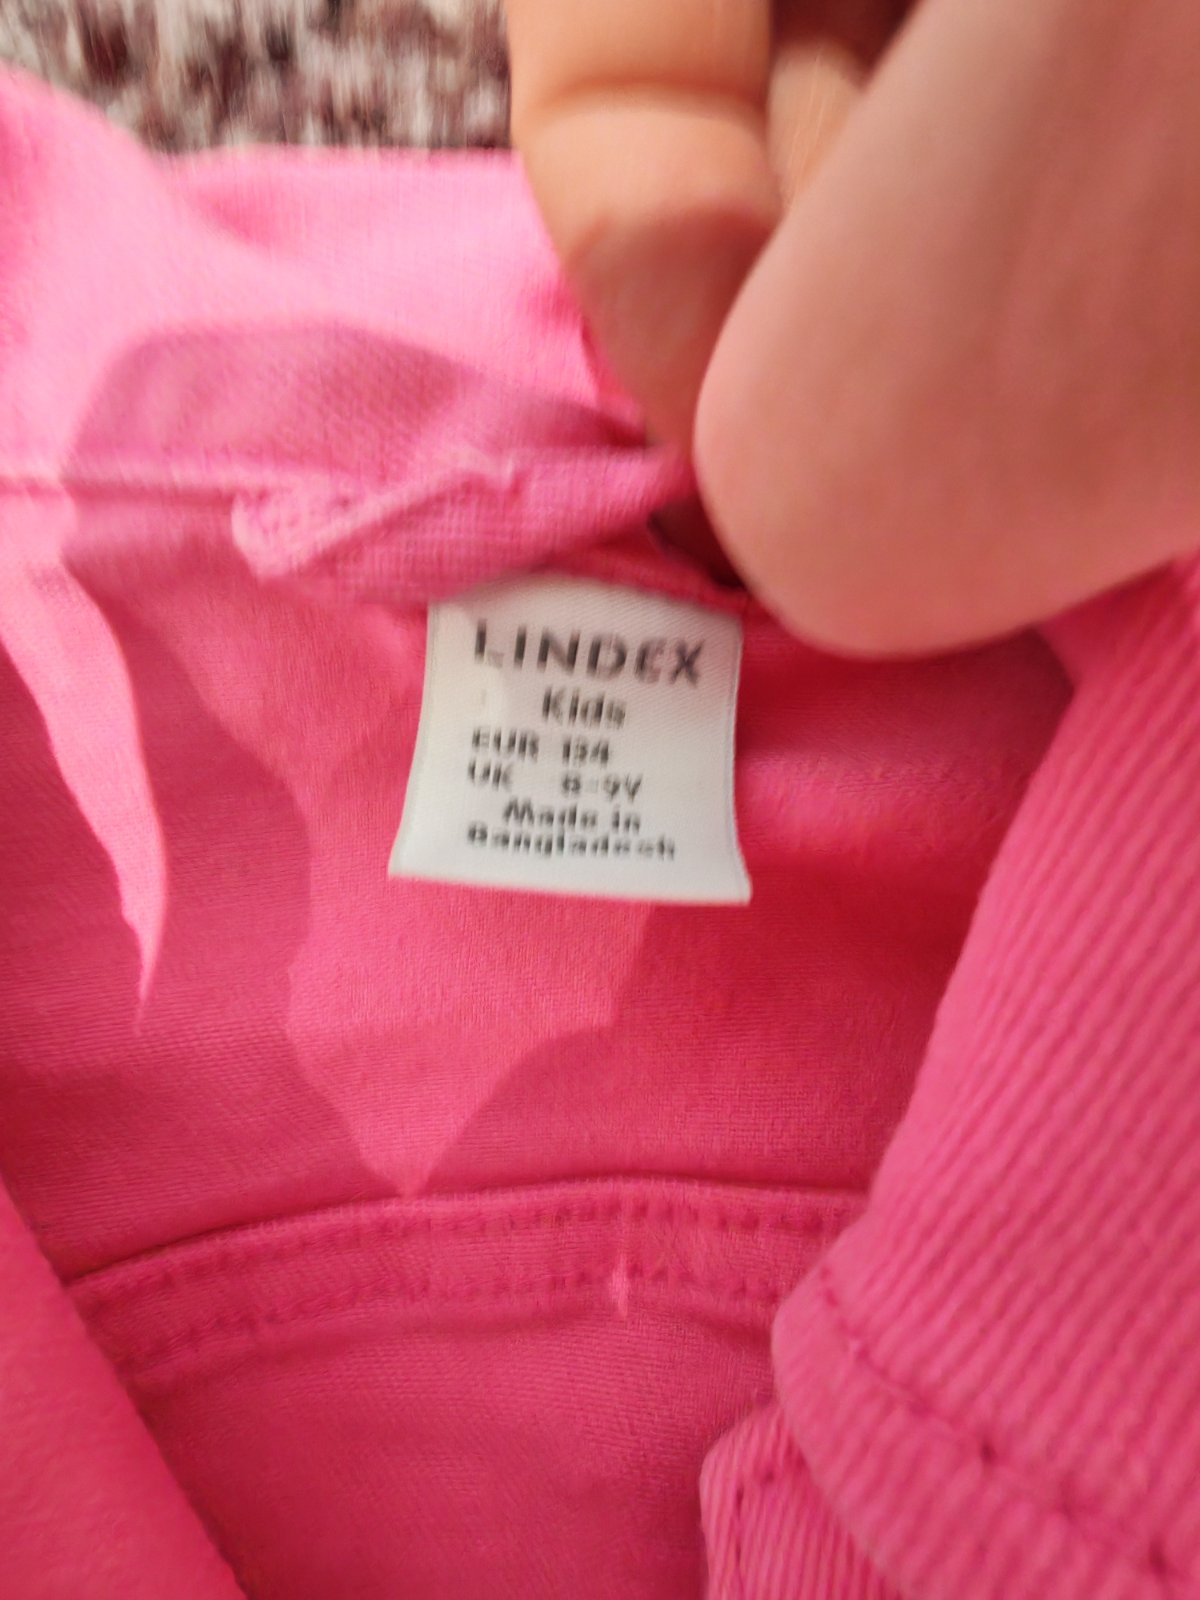 LINDEX
Kids
EUR 134
UK 8-9Y
Made in
Bangladesh